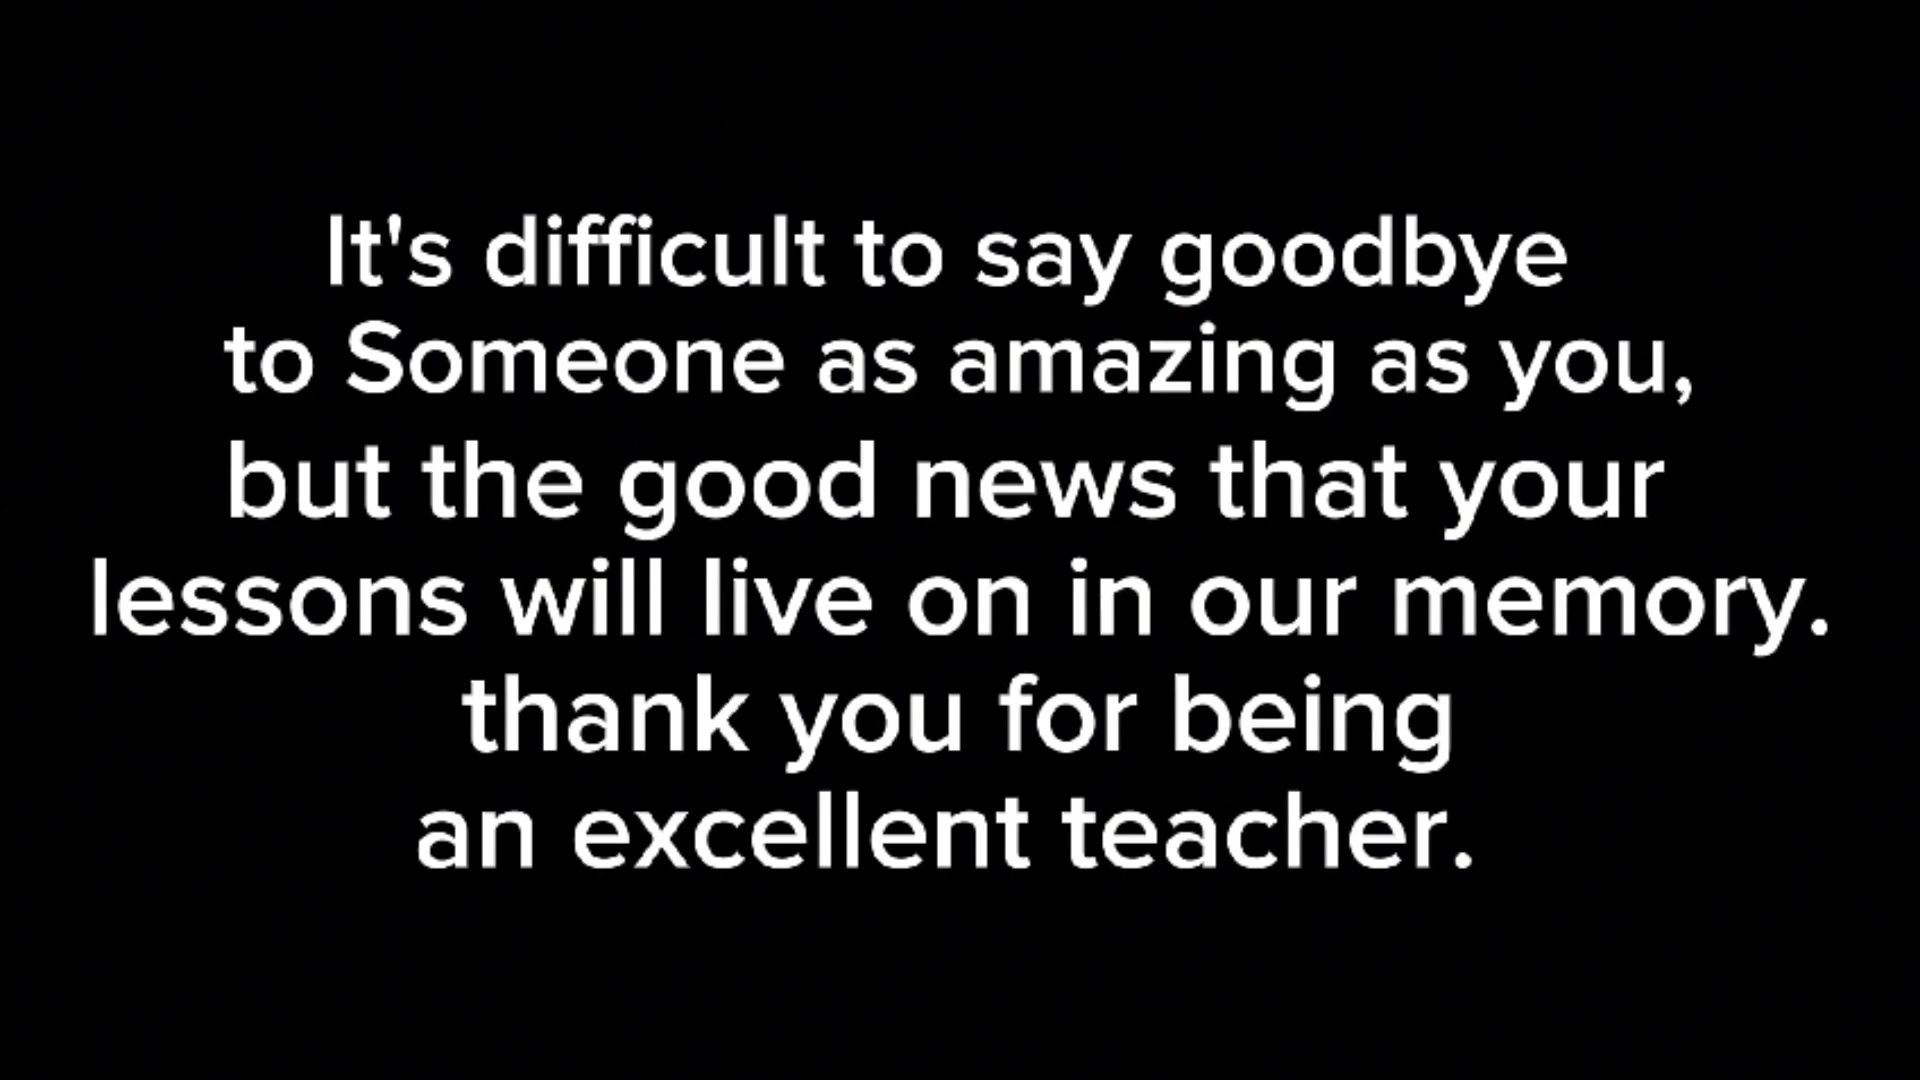 It's difficult to say goodbye
to Someone as amazing as you,
but the good news that your
lessons will live on in our memory.
thank you for being
an excellent teacher.